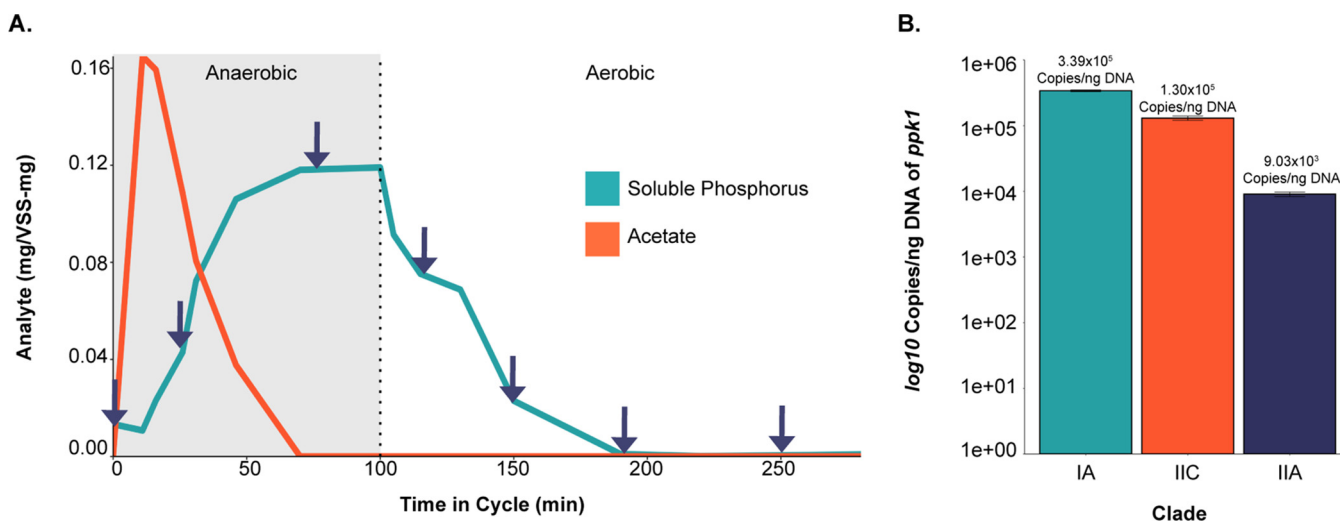 A.
Analyte (mg/VSS-mg)
0.16
0.12
0.08
0.04
0.00
Anaerobic
Aerobic
Soluble Phosphorus
Acetate
0
50
100
150
200
250
Time in Cycle (min)
B.
log10 Copies/ng DNA of ppk1
1e+06
1e+05
1e+04
1e+03
1e+02
1e+01
1e+00
3.39x10⁵
Copies/ng DNA
1.30x10⁵
Copies/ng DNA
9.03x10³
Copies/ng DNA
IA
IIC
IIA
Clade